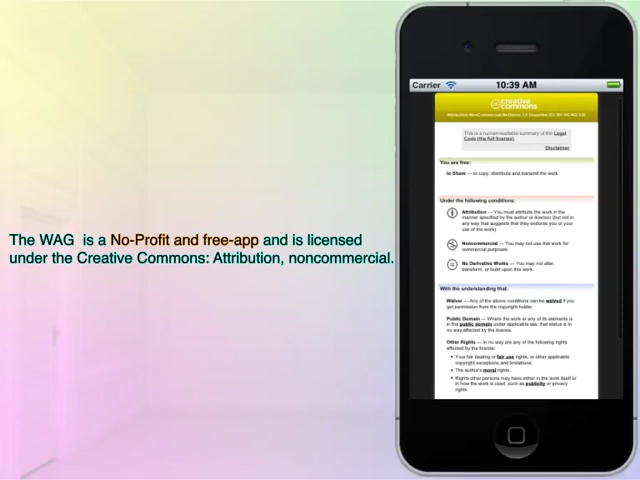 The WAG is a No-Profit and free-app and is licensed
under the Creative Commons: Attribution, noncommercial.
Carrier 10:39 AM
creative
commons
This is a human-readable summary of the Legal
Code (the full license).
Disclaimer
You are free:
to Share — to copy, distribute and transmit the work
Under the following conditions:
Attribution — You must attribute the work in the
manner specified by the author or licensor (but not in
any way that suggests that they endorse you or your
use of the work).
Noncommercial — You may not use this work for
commercial purposes.
No Derivative Works — You may not alter,
transform, or build upon this work.
With the understanding that:
Waiver — Any of the above conditions can be waived if you
get permission from the copyright holder.
Public Domain — Where the work or any of its elements is
in the public domain under applicable law, that status is in
no way affected by the license.
Other Rights — In no way are any of the following rights
affected by the license:
• Your fair dealing or fair use rights, or other applicable
copyright exceptions and limitations;
• The author's moral rights;
• Rights other persons may have either in the work itself or
in how the work is used, such as publicity or privacy
rights.